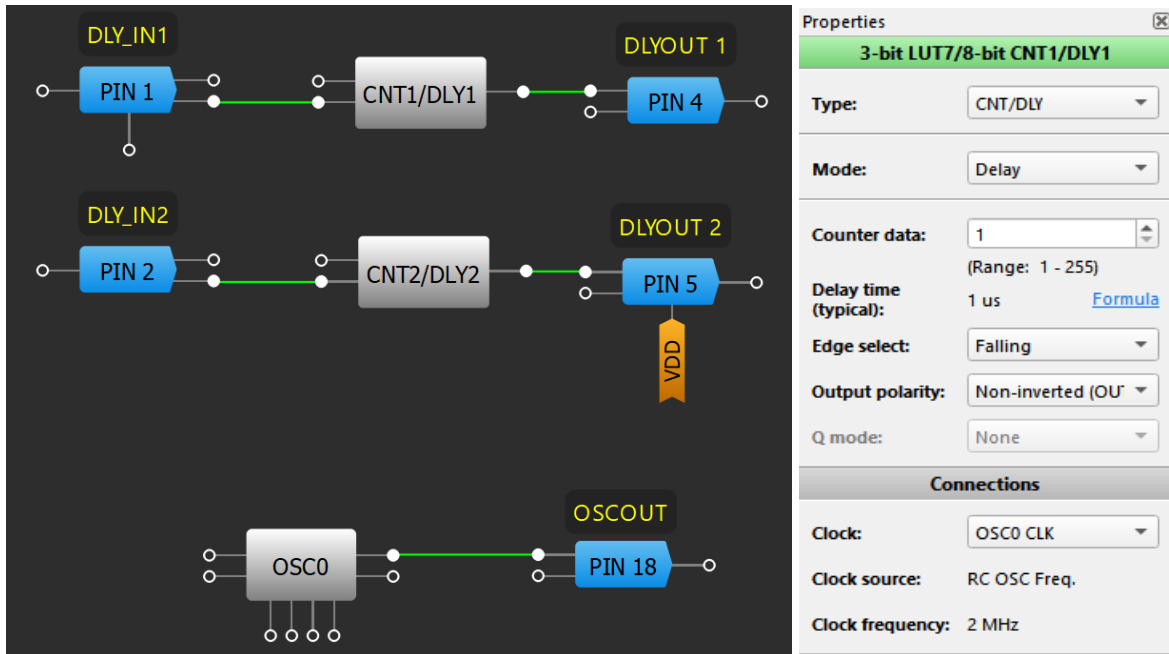 DLY_IN1
DLYOUT 1
PIN 1
CNT1/DLY1
PIN 4
DLY_IN2
DLYOUT 2
PIN 2
CNT2/DLY2
PIN 5
VDD
OSCOUT
OSC0
PIN 18
Properties
3-bit LUT7/8-bit CNT1/DLY1
Type: CNT/DLY
Mode: Delay
Counter data: 1
(Range: 1 - 255)
Delay time
(typical): 1 us Formula
Edge select: Falling
Output polarity: Non-inverted (OU
Q mode: None
Connections
Clock: OSC0 CLK
Clock source: RC OSC Freq.
Clock frequency: 2 MHz